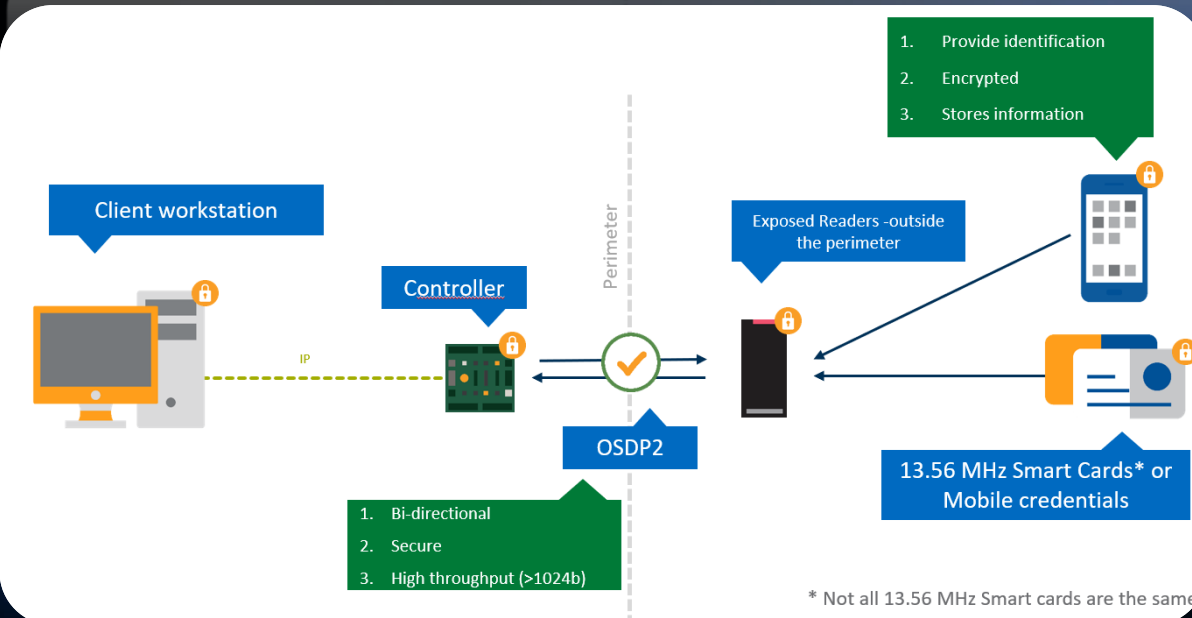 1. Provide identification
2. Encrypted
3. Stores information
Client workstation
Perimeter
Exposed Readers -outside
the perimeter
Controller
IP
OSDP2
13.56 MHz Smart Cards* or
Mobile credentials
1. Bi-directional
2. Secure
3. High throughput (>1024b)
* Not all 13.56 MHz Smart cards are the same